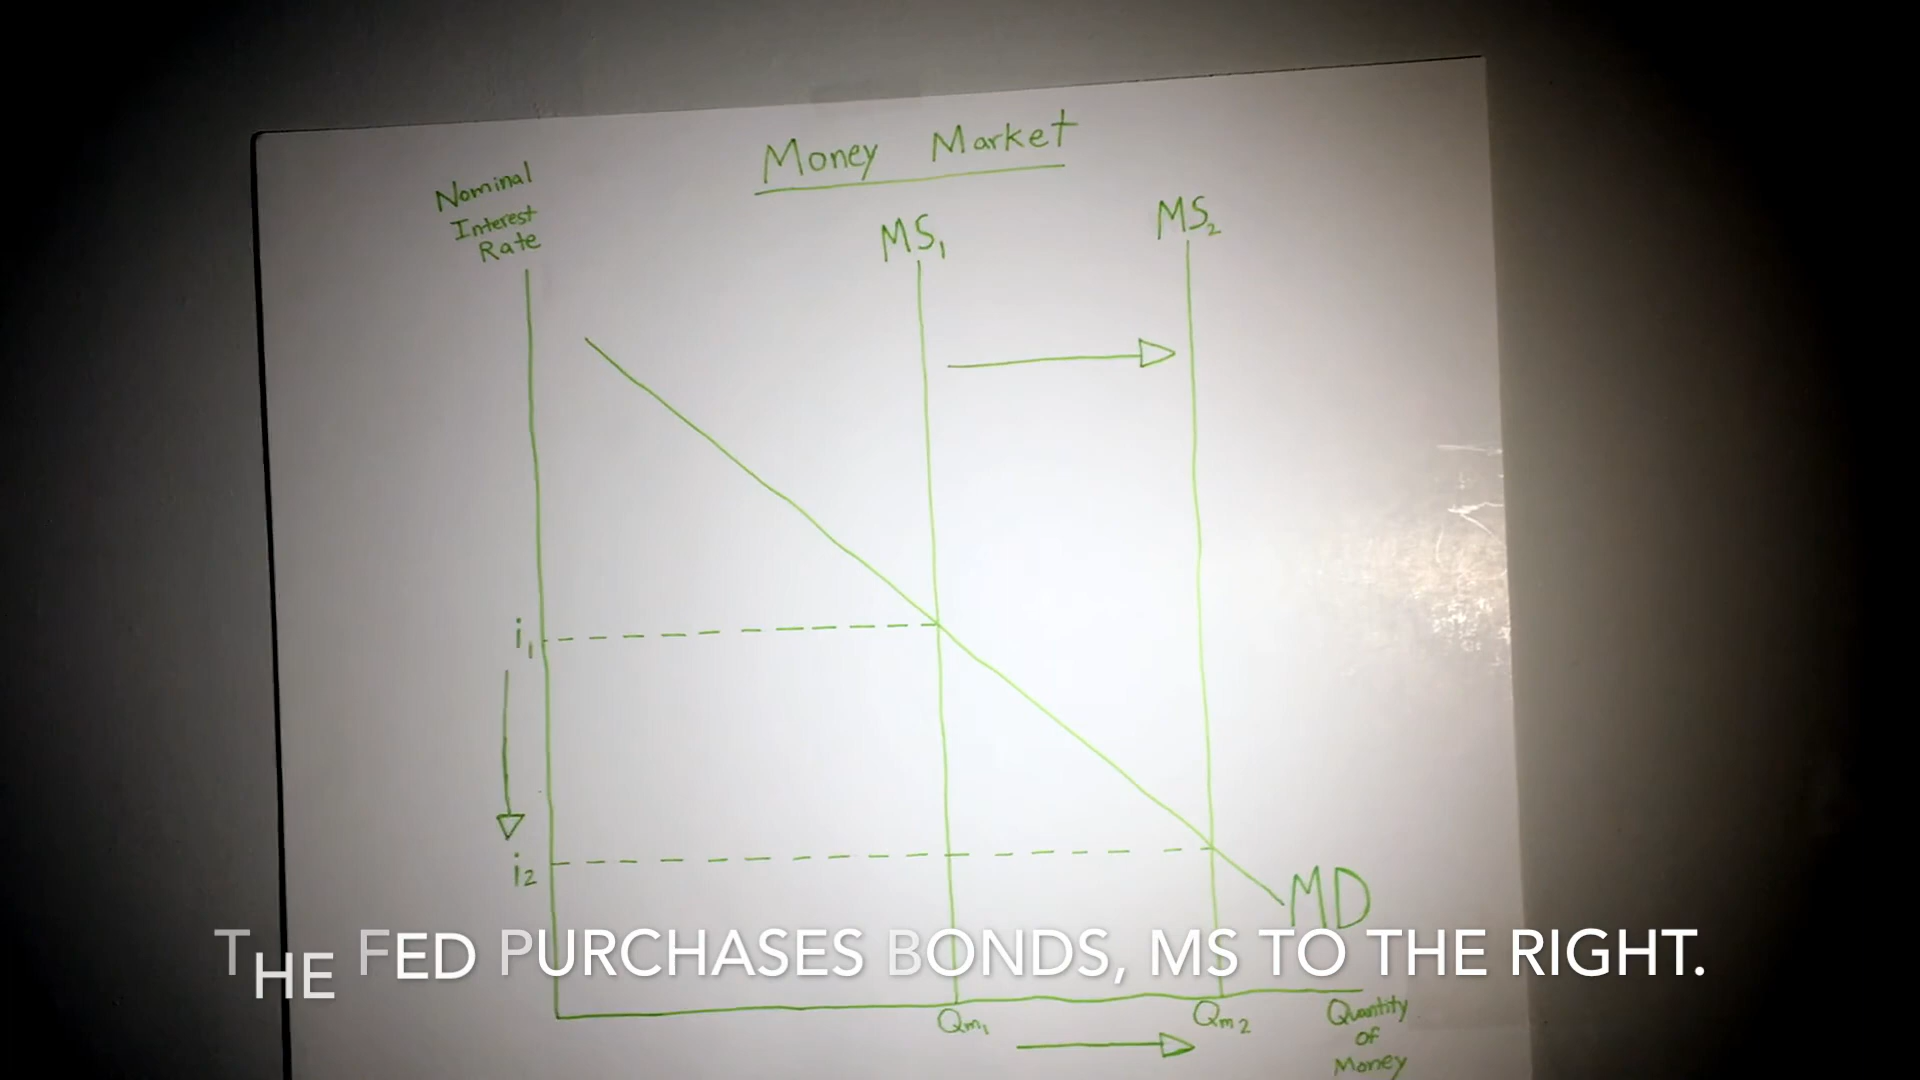 Money Market
Nominal
Interest
Rate
MS₁
MS₂
i₁
i₂
MD
THE FED PURCHASES BONDS, MS TO THE RIGHT.
Qm₁
Qm₂
Quantity
of
Money